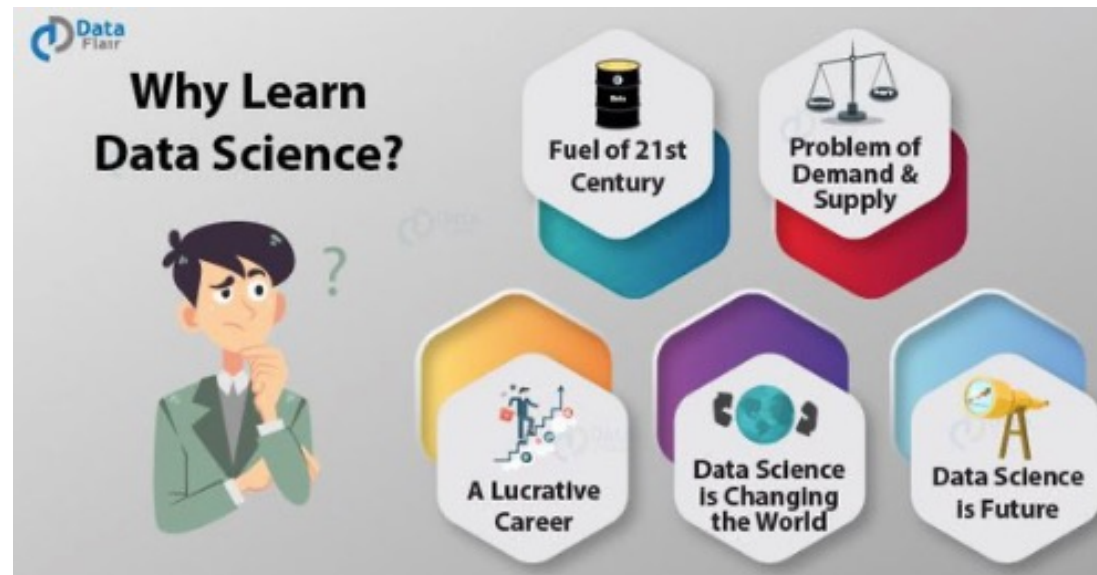 Data
Flair
Why Learn
Data Science?
?
Fuel of 21st
Century
Problem of
Demand &
Supply
A Lucrative
Career
Data Science
is Changing
the World
Data Science
is Future